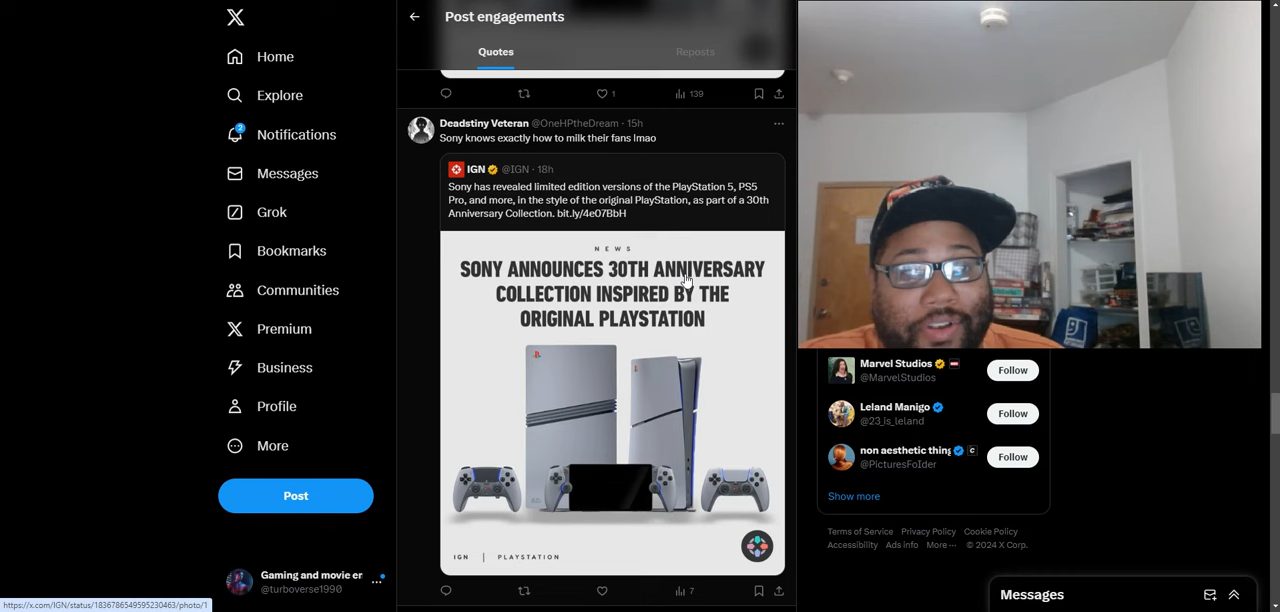 Home
Explore
2
Notifications
Messages
Grok
Bookmarks
Communities
Premium
Business
Profile
More
Post
Gaming and movie er
@turboverse1990
https://x.com/IGN/status/1836786549595230463/photo/1
Post engagements
Quotes
Reposts
1
139
Deadstiny Veteran @OneHPtheDream · 15h
Sony knows exactly how to milk their fans lmao
IGN @IGN · 18h
Sony has revealed limited edition versions of the PlayStation 5, PS5
Pro, and more, in the style of the original PlayStation, as part of a 30th
Anniversary Collection. bit.ly/4e07BbH
NEWS
SONY ANNOUNCES 30TH ANNIVERSARY
COLLECTION INSPIRED BY THE
ORIGINAL PLAYSTATION
IGN | PLAYSTATION
7
Marvel Studios
@MarvelStudios
Follow
Leland Manigo
@23_is_leland
Follow
non aesthetic thing
@PicturesFoIder
Follow
Show more
Terms of Service Privacy Policy Cookie Policy
Accessibility Ads info More ··· © 2024 X Corp.
Messages